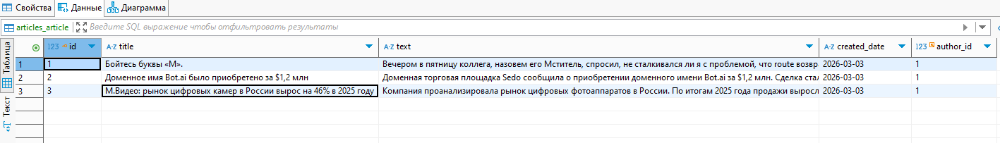 Свойства Данные Диаграмма
articles_article Введите SQL выражение чтобы отфильтровать результаты
Таблица
Текст
123 id A-Z title A-Z text A-Z created_date 123 author_id
1 1 Бойтесь буквы «М». Вечером в пятницу коллега, назовем его Мститель, спросил, не сталкивался ли я с проблемой, что route возвр 2026-03-03 1
2 2 Доменное имя Bot.ai было приобретено за $1,2 млн Доменная торговая площадка Sedo сообщила о приобретении доменного имени Bot.ai за $1,2 млн. Сделка стал 2026-03-03 1
3 3 М.Видео: рынок цифровых камер в России вырос на 46% в 2025 году Компания проанализировала рынок цифровых фотоаппаратов в России. По итогам 2025 года продажи выросл 2026-03-03 1